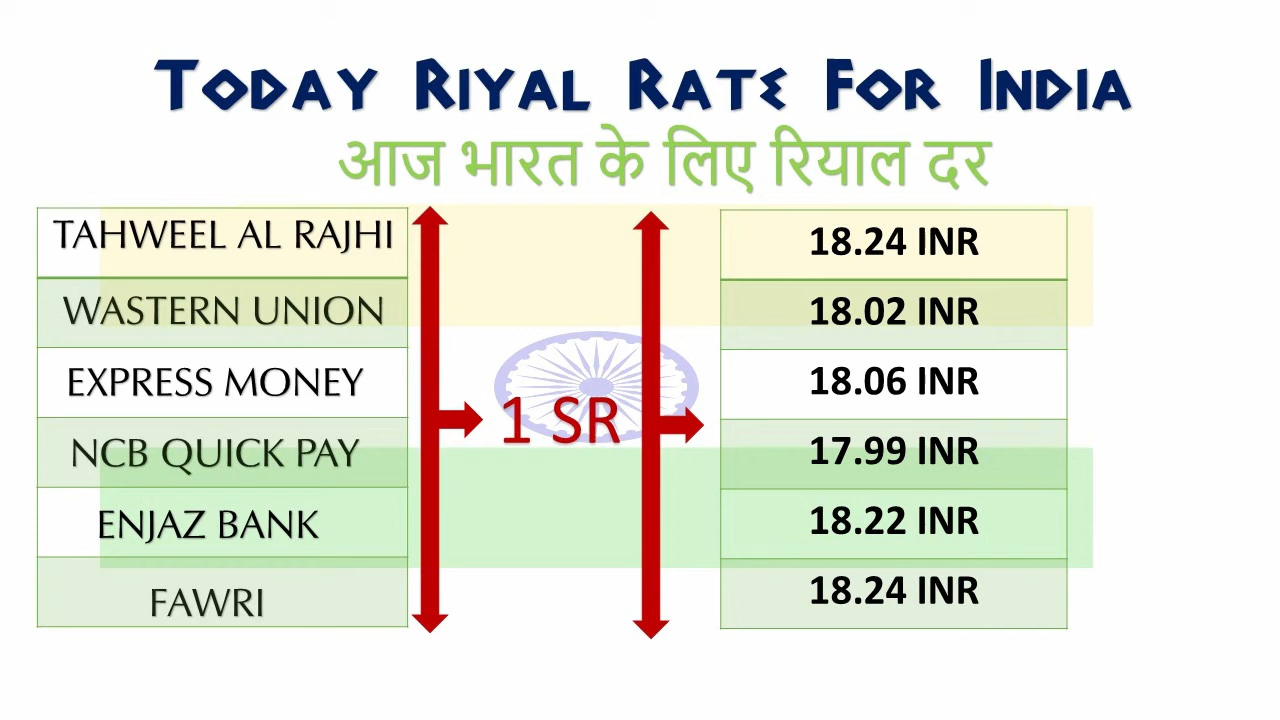 TODAY RIYAL RATE FOR INDIA
आज भारत के लिए रियाल दर
TAHWEEL AL RAJHI 18.24 INR
WASTERN UNION 18.02 INR
EXPRESS MONEY 18.06 INR
1 SR
NCB QUICK PAY 17.99 INR
ENJAZ BANK 18.22 INR
FAWRI 18.24 INR